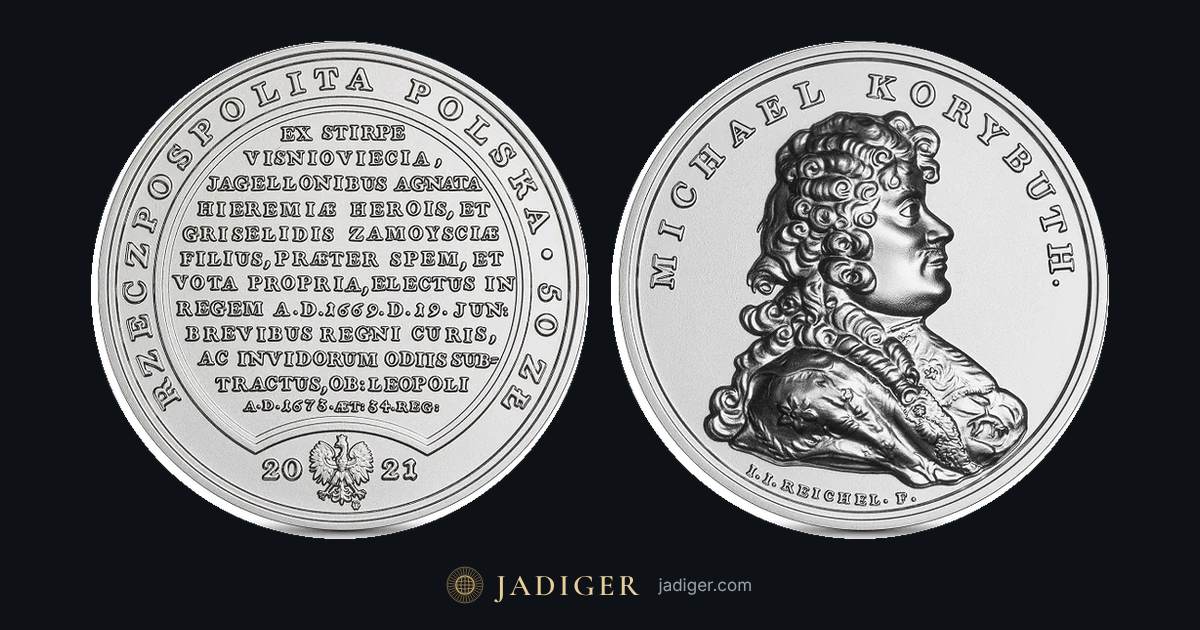 RZECZPOSPOLITA POLSKA · 50 ZŁ
EX STIRPE
VISNIOVIECIA,
JAGELLONIBUS AGNATA
HIEREMIÆ HEROIS, ET
GRISELIDIS ZAMOYSCIÆ
FILIUS, PRÆTER SPEM, ET
VOTA PROPRIA, ELECTUS IN
REGEM A.D.1669.D.19.JUN:
BREVIBUS REGNI CURIS,
AC INVIDORUM ODIIS SUB-
TRACTUS, OB: LEOPOLI
A.D.1673.ÆT:34.REG:
20 21
MICHAEL KORYBUTH.
I.I.REICHEL. F.
JADIGER jadiger.com